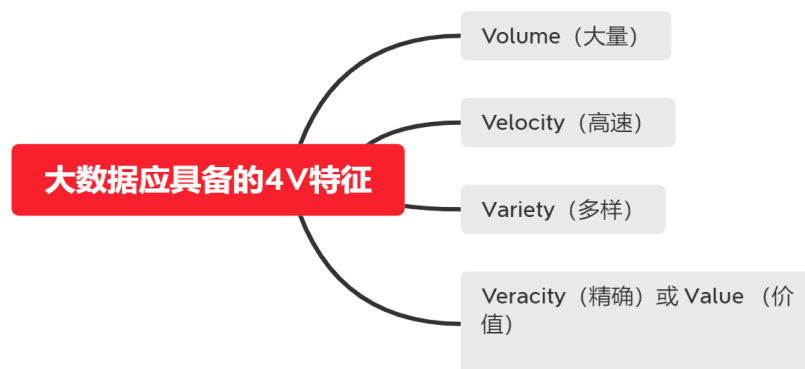 Volume（大量）
Velocity（高速）
大数据应具备的4V特征
Variety（多样）
Veracity（精确）或 Value （价
值）